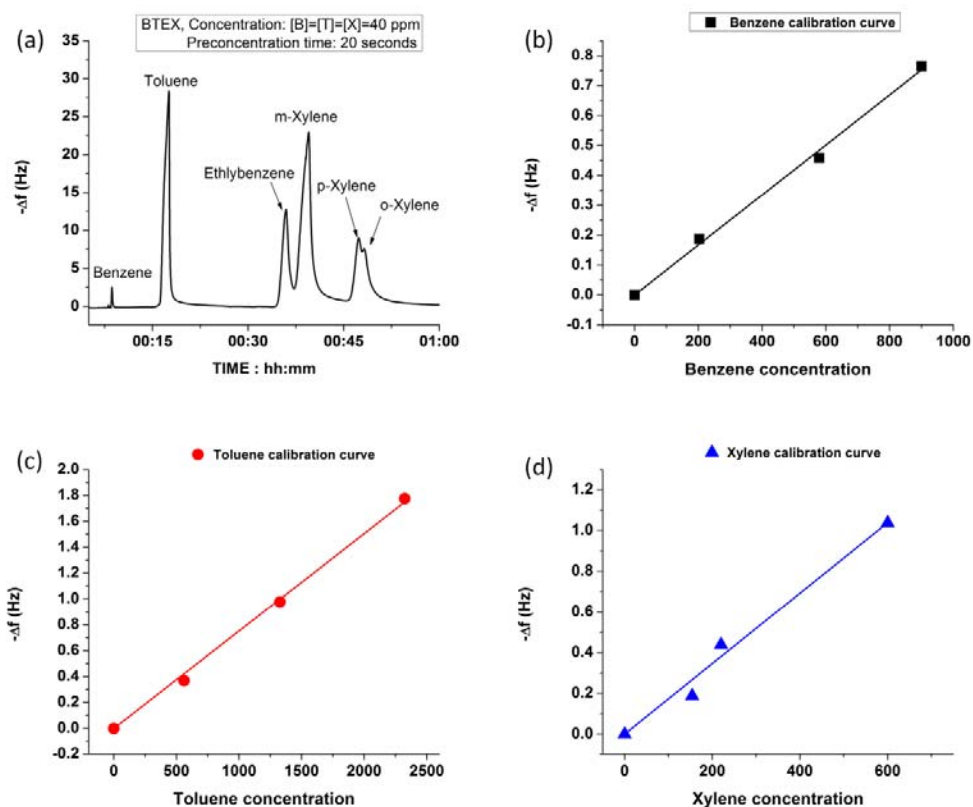 (a)
BTEX, Concentration: [B]=[T]=[X]=40 ppm
Preconcentration time: 20 seconds
35
30
25
20
15
10
5
0
-Δf (Hz)
Toluene
m-Xylene
Ethlybenzene
p-Xylene
o-Xylene
Benzene
00:15
00:30
00:45
01:00
TIME : hh:mm
(b)
Benzene calibration curve
0.8
0.7
0.6
0.5
0.4
0.3
0.2
0.1
0.0
-0.1
-Δf (Hz)
0
200
400
600
800
1000
Benzene concentration
(c)
Toluene calibration curve
2.0
1.8
1.6
1.4
1.2
1.0
0.8
0.6
0.4
0.2
0.0
-0.2
-Δf (Hz)
0
500
1000
1500
2000
2500
Toluene concentration
(d)
Xylene calibration curve
1.2
1.0
0.8
0.6
0.4
0.2
0.0
-Δf (Hz)
0
200
400
600
Xylene concentration